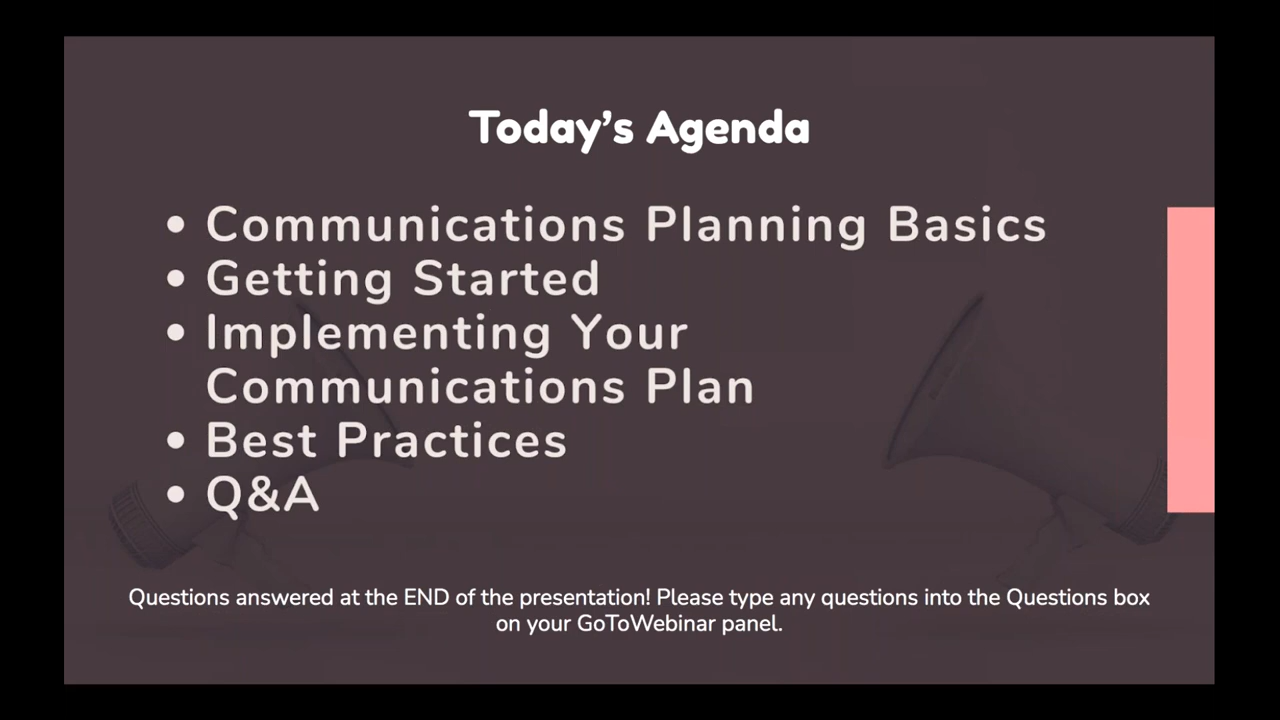 Today’s Agenda
• Communications Planning Basics
• Getting Started
• Implementing Your
Communications Plan
• Best Practices
• Q&A
Questions answered at the END of the presentation! Please type any questions into the Questions box
on your GoToWebinar panel.